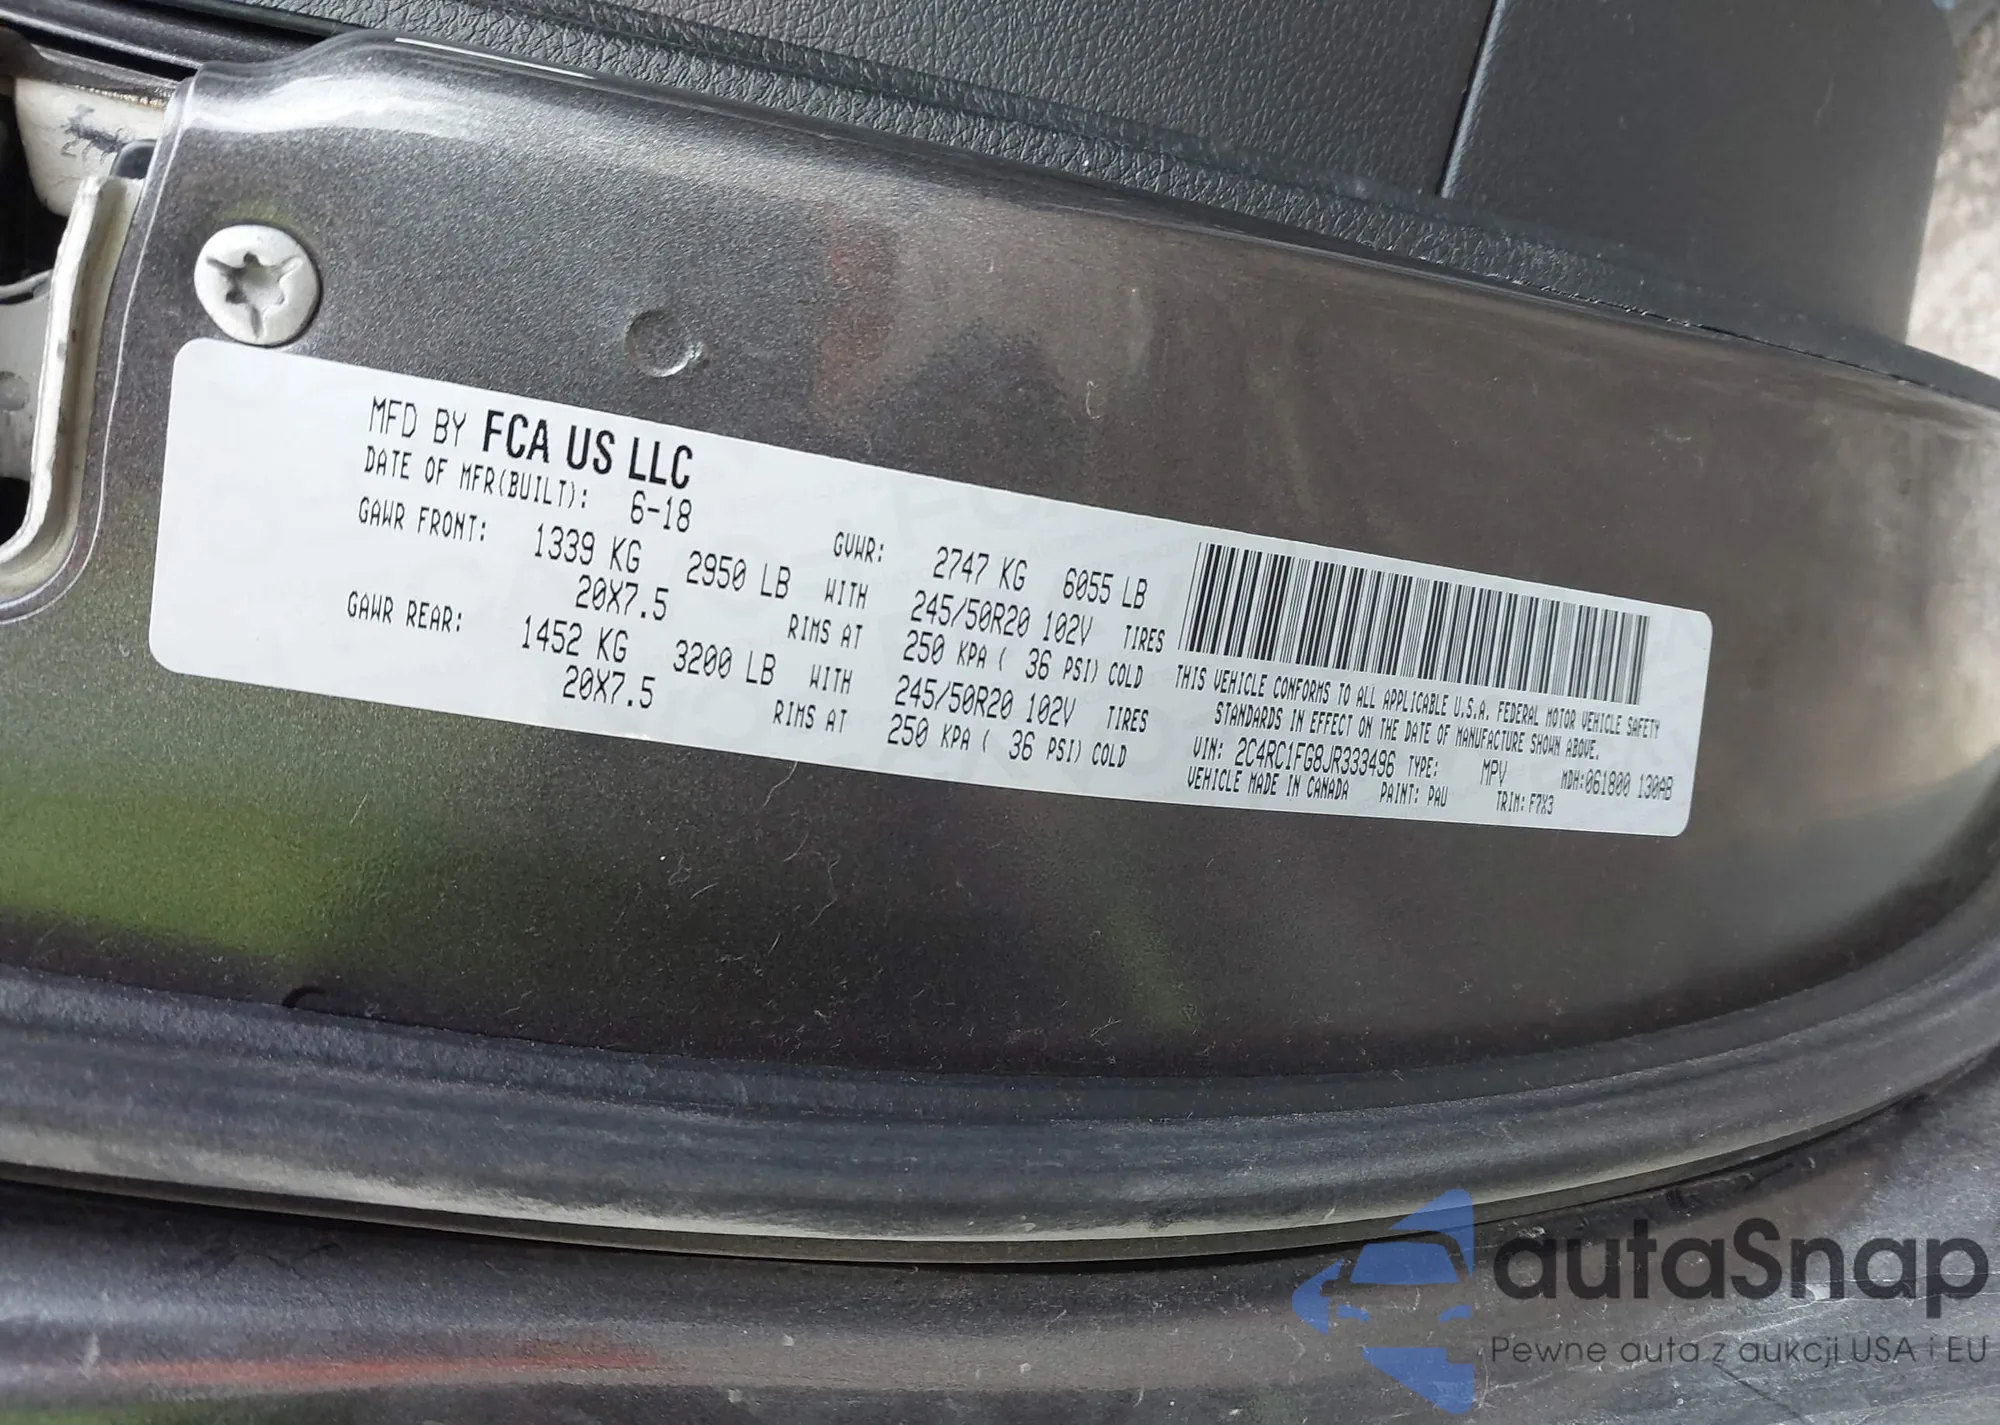 MFD BY FCA US LLC
DATE OF MFR(BUILT): 6-18 GVWR: 2747 KG 6055 LB
GAWR FRONT: 1339 KG 2950 LB WITH 245/50R20 102V TIRES
20X7.5 RIMS AT 250 KPA ( 36 PSI) COLD
GAWR REAR: 1452 KG 3200 LB WITH 245/50R20 102V TIRES
20X7.5 RIMS AT 250 KPA ( 36 PSI) COLD
THIS VEHICLE CONFORMS TO ALL APPLICABLE U.S.A. FEDERAL MOTOR VEHICLE SAFETY
STANDARDS IN EFFECT ON THE DATE OF MANUFACTURE SHOWN ABOVE.
VIN: 2C4RC1FG8JR333496 TYPE: MPV MDH:061800 130AB
VEHICLE MADE IN CANADA PAINT: PAU TRIM: F7X3
autaSnap
Pewne auta z aukcji USA i EU